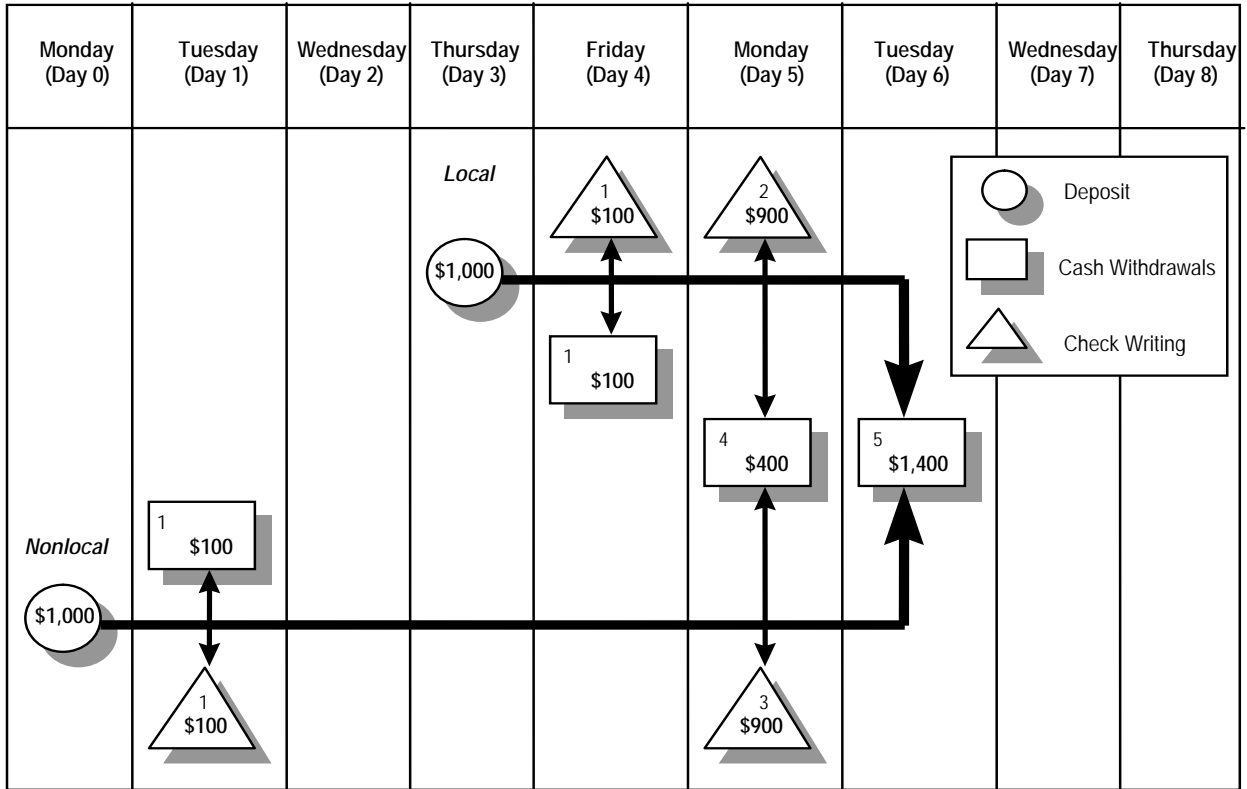 Monday
(Day 0)
Tuesday
(Day 1)
Wednesday
(Day 2)
Thursday
(Day 3)
Friday
(Day 4)
Monday
(Day 5)
Tuesday
(Day 6)
Wednesday
(Day 7)
Thursday
(Day 8)
Local
1
$100
2
$900
Deposit
$1,000
Cash Withdrawals
1
$100
Check Writing
4
$400
5
$1,400
1
$100
Nonlocal
$1,000
1
$100
3
$900